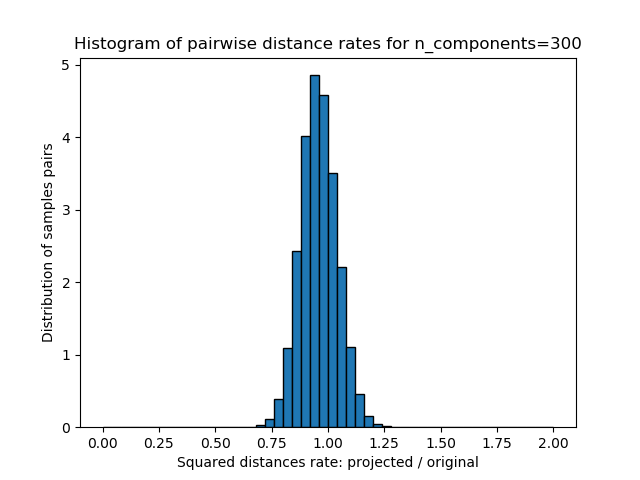 Histogram of pairwise distance rates for n_components=300
Distribution of samples pairs
5
4
3
2
1
0
0.00 0.25 0.50 0.75 1.00 1.25 1.50 1.75 2.00
Squared distances rate: projected / original